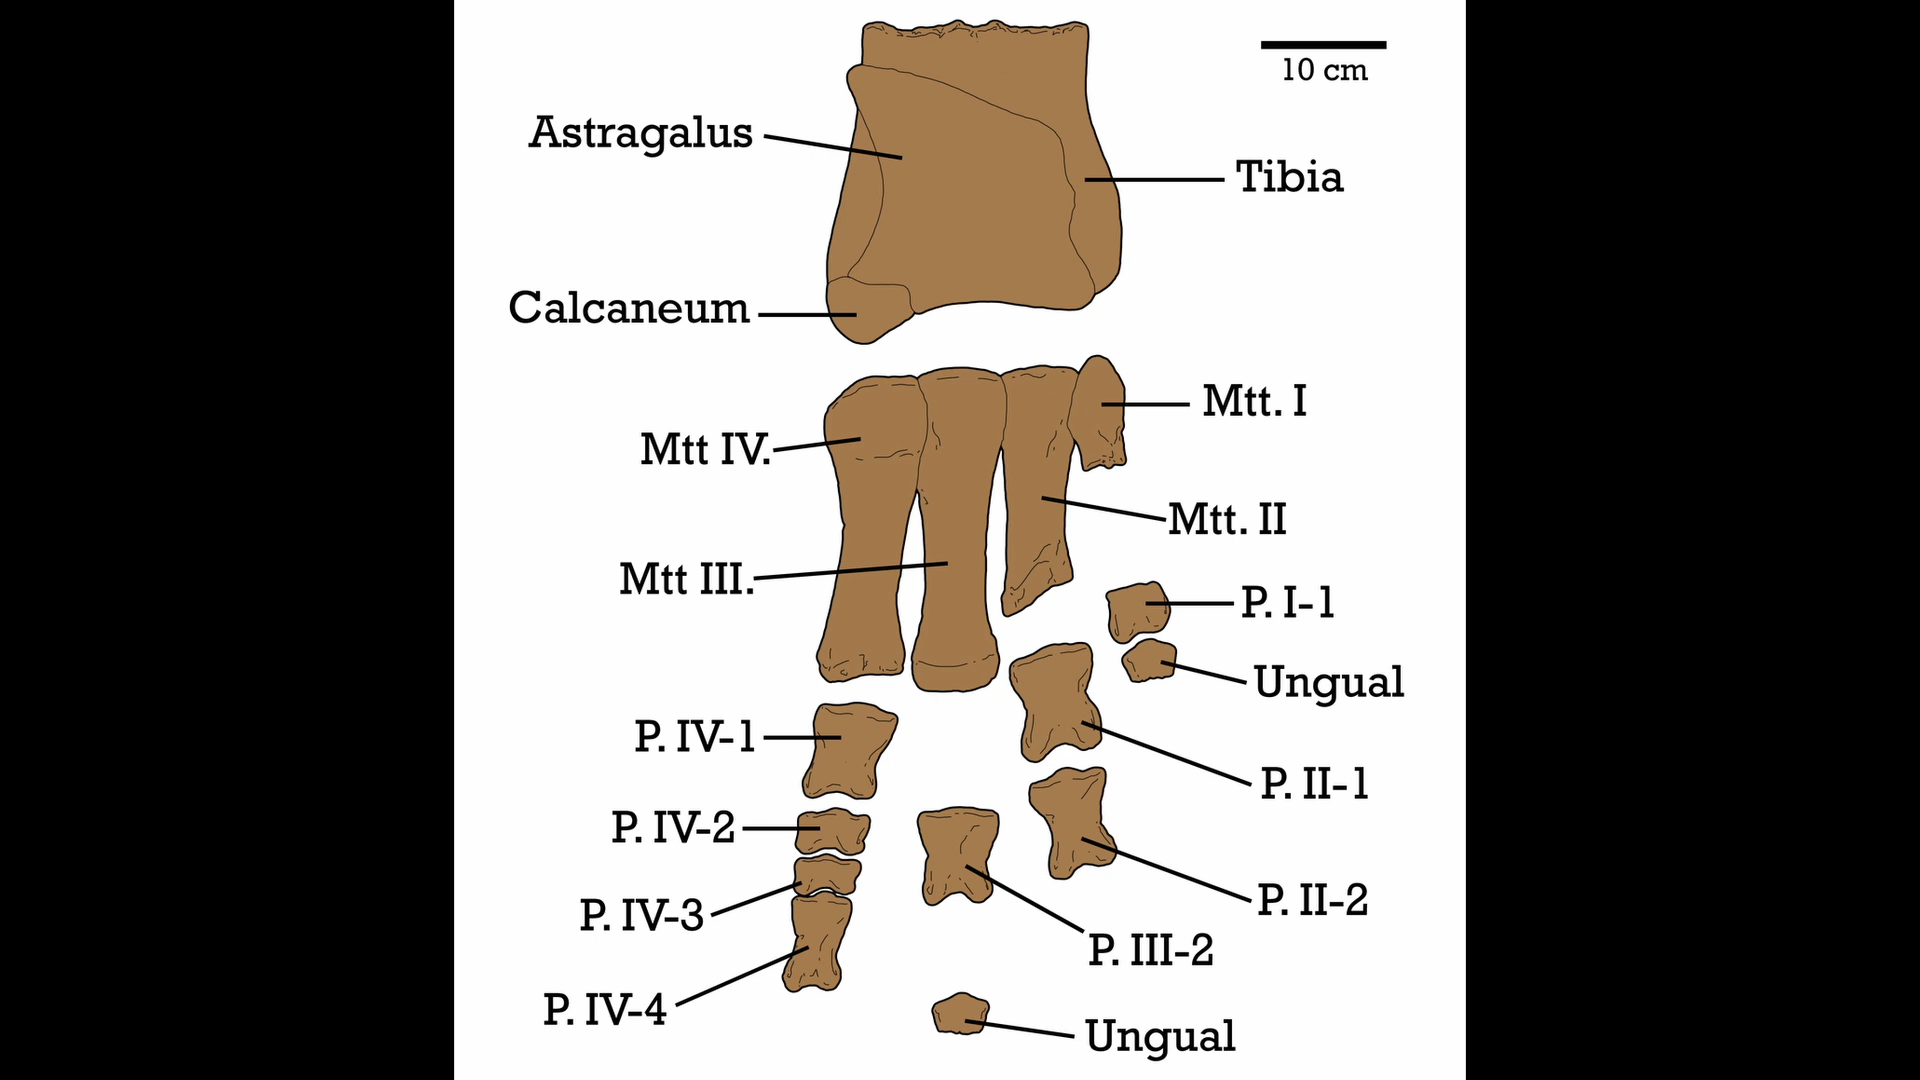 10 cm
Astragalus
Tibia
Calcaneum
Mtt. I
Mtt IV.
Mtt. II
Mtt III.
P. I-1
Ungual
P. IV-1
P. II-1
P. IV-2
P. II-2
P. IV-3
P. III-2
P. IV-4
Ungual